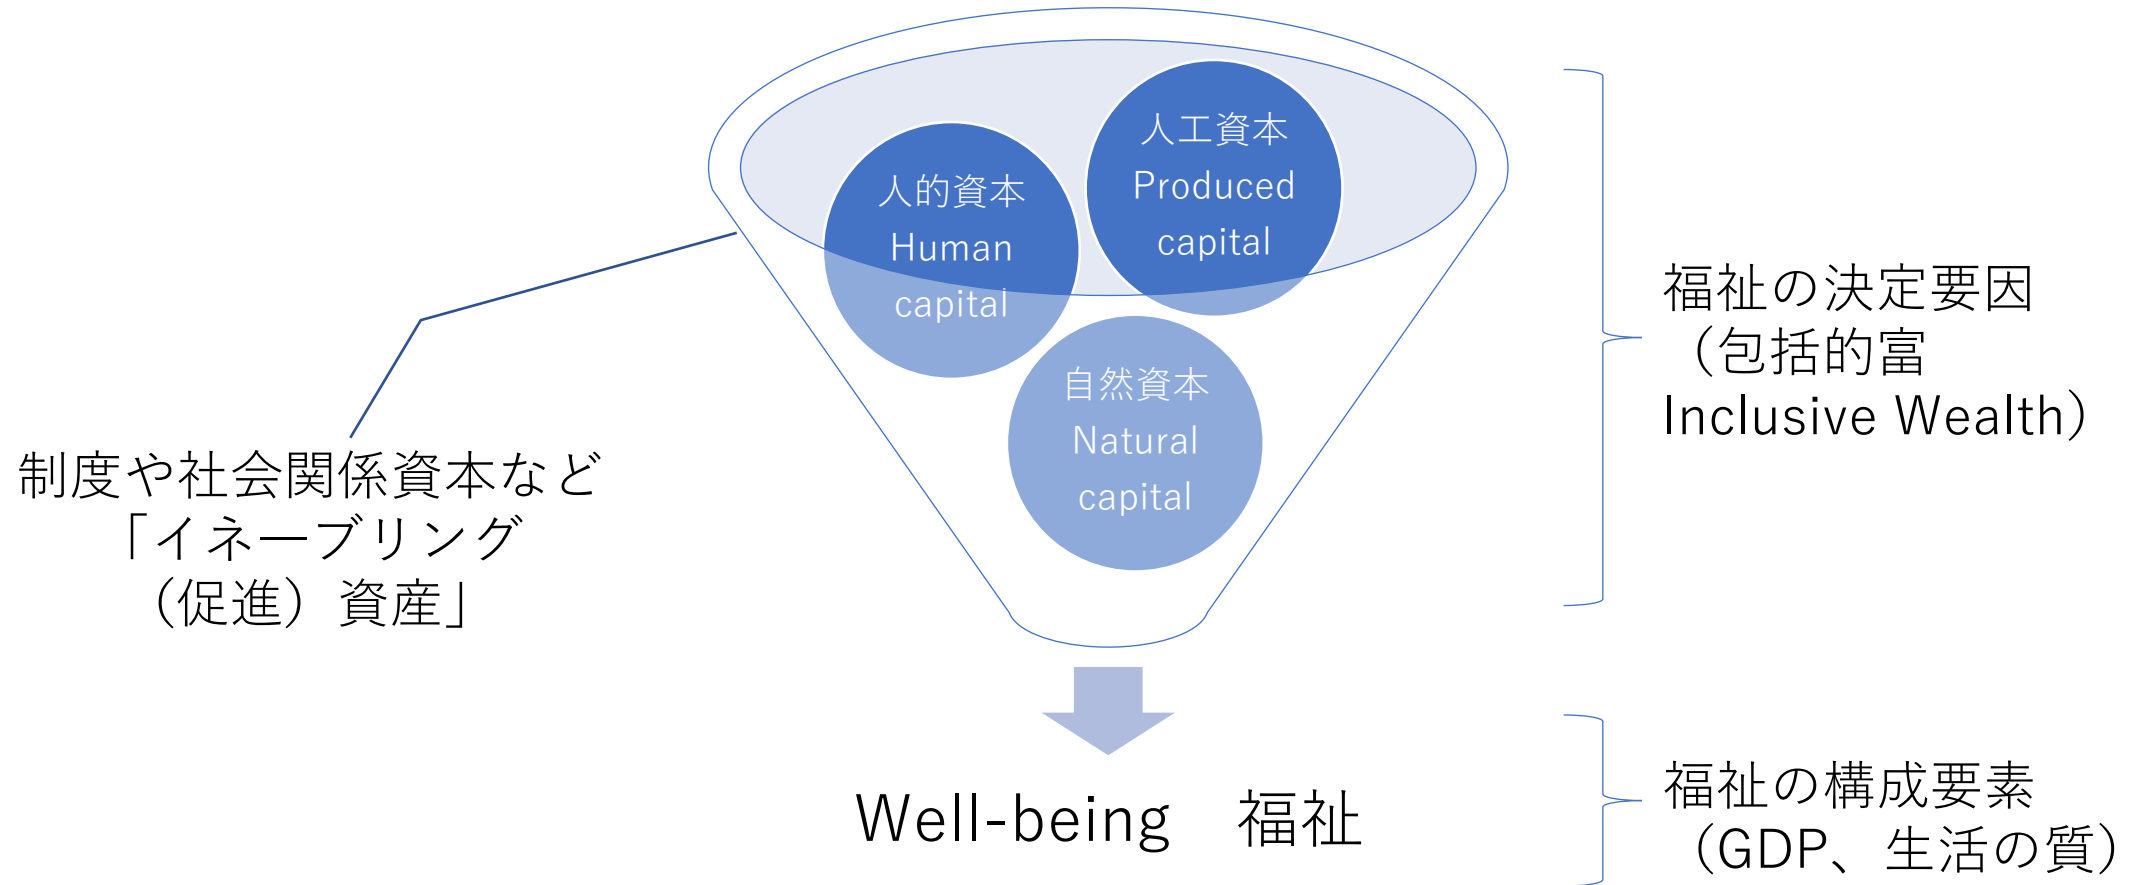 人工資本
Produced
capital
人的資本
Human
capital
自然資本
Natural
capital
制度や社会関係資本など
「イネーブリング
（促進）資産」
福祉の決定要因
（包括的富
Inclusive Wealth）
Well-being　福祉
福祉の構成要素
（GDP、生活の質）